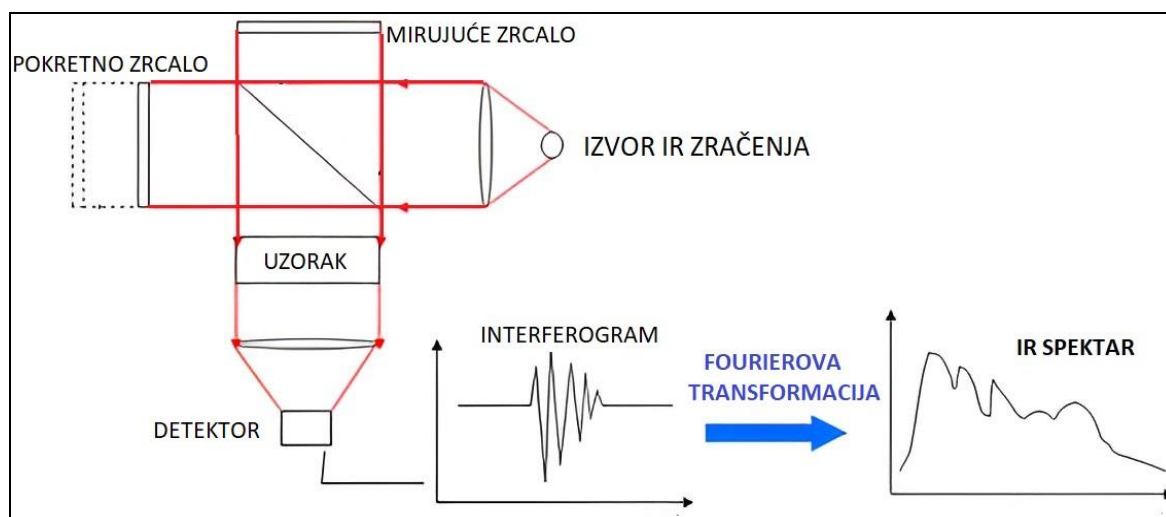 MIRUJUĆE ZRCALO
POKRETNO ZRCALO
IZVOR IR ZRAČENJA
UZORAK
INTERFEROGRAM
IR SPEKTAR
FOURIEROVA
TRANSFORMACIJA
DETEKTOR